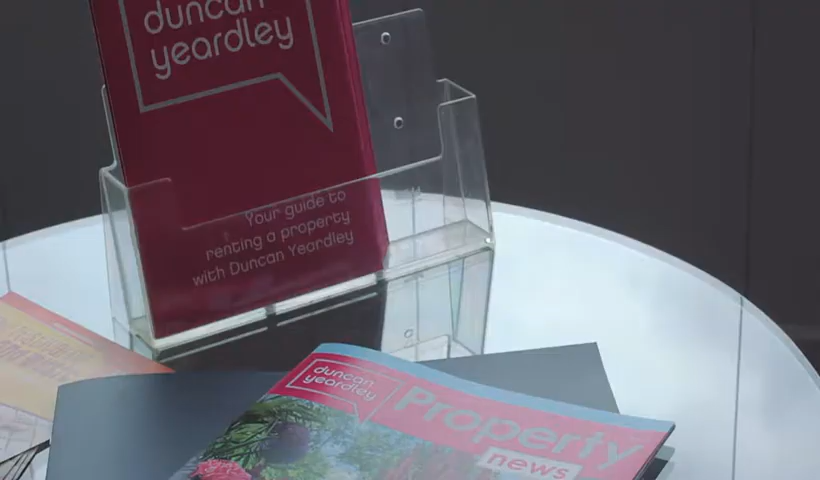 duncan
yeardley
Your guide to
renting a property
with Duncan Yeardley
duncan
yeardley
Property
news